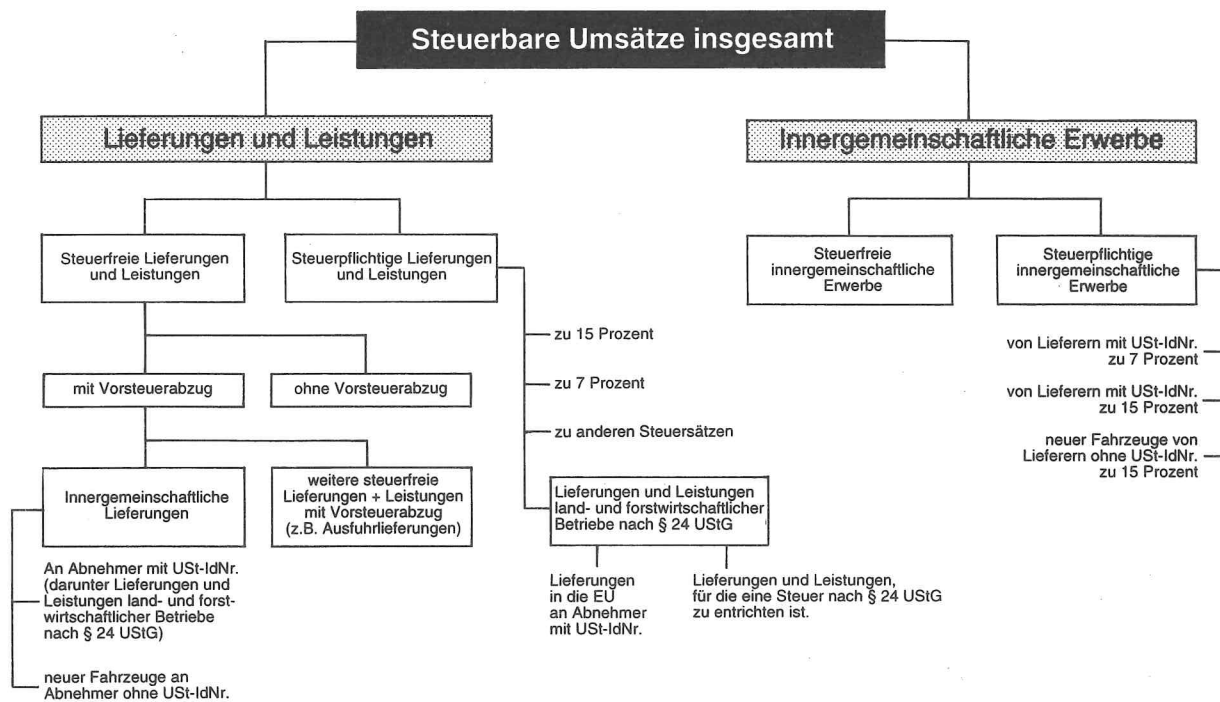 Steuerbare Umsätze insgesamt
Lieferungen und Leistungen
Innergemeinschaftliche Erwerbe
Steuerfreie Lieferungen
und Leistungen
Steuerpflichtige Lieferungen
und Leistungen
Steuerfreie
innergemeinschaftliche
Erwerbe
Steuerpflichtige
innergemeinschaftliche
Erwerbe
zu 15 Prozent
zu 7 Prozent
zu anderen Steuersätzen
von Lieferern mit USt-IdNr.
zu 7 Prozent
von Lieferern mit USt-IdNr.
zu 15 Prozent
neuer Fahrzeuge von
Lieferern ohne USt-IdNr.
zu 15 Prozent
mit Vorsteuerabzug
ohne Vorsteuerabzug
Innergemeinschaftliche
Lieferungen
weitere steuerfreie
Lieferungen + Leistungen
mit Vorsteuerabzug
(z.B. Ausfuhrlieferungen)
Lieferungen und Leistungen
land- und forstwirtschaftlicher
Betriebe nach § 24 UStG
An Abnehmer mit USt-IdNr.
(darunter Lieferungen und
Leistungen land- und forst-
wirtschaftlicher Betriebe
nach § 24 UStG)
neuer Fahrzeuge an
Abnehmer ohne USt-IdNr.
Lieferungen
in die EU
an Abnehmer
mit USt-IdNr.
Lieferungen und Leistungen,
für die eine Steuer nach § 24 UStG
zu entrichten ist.